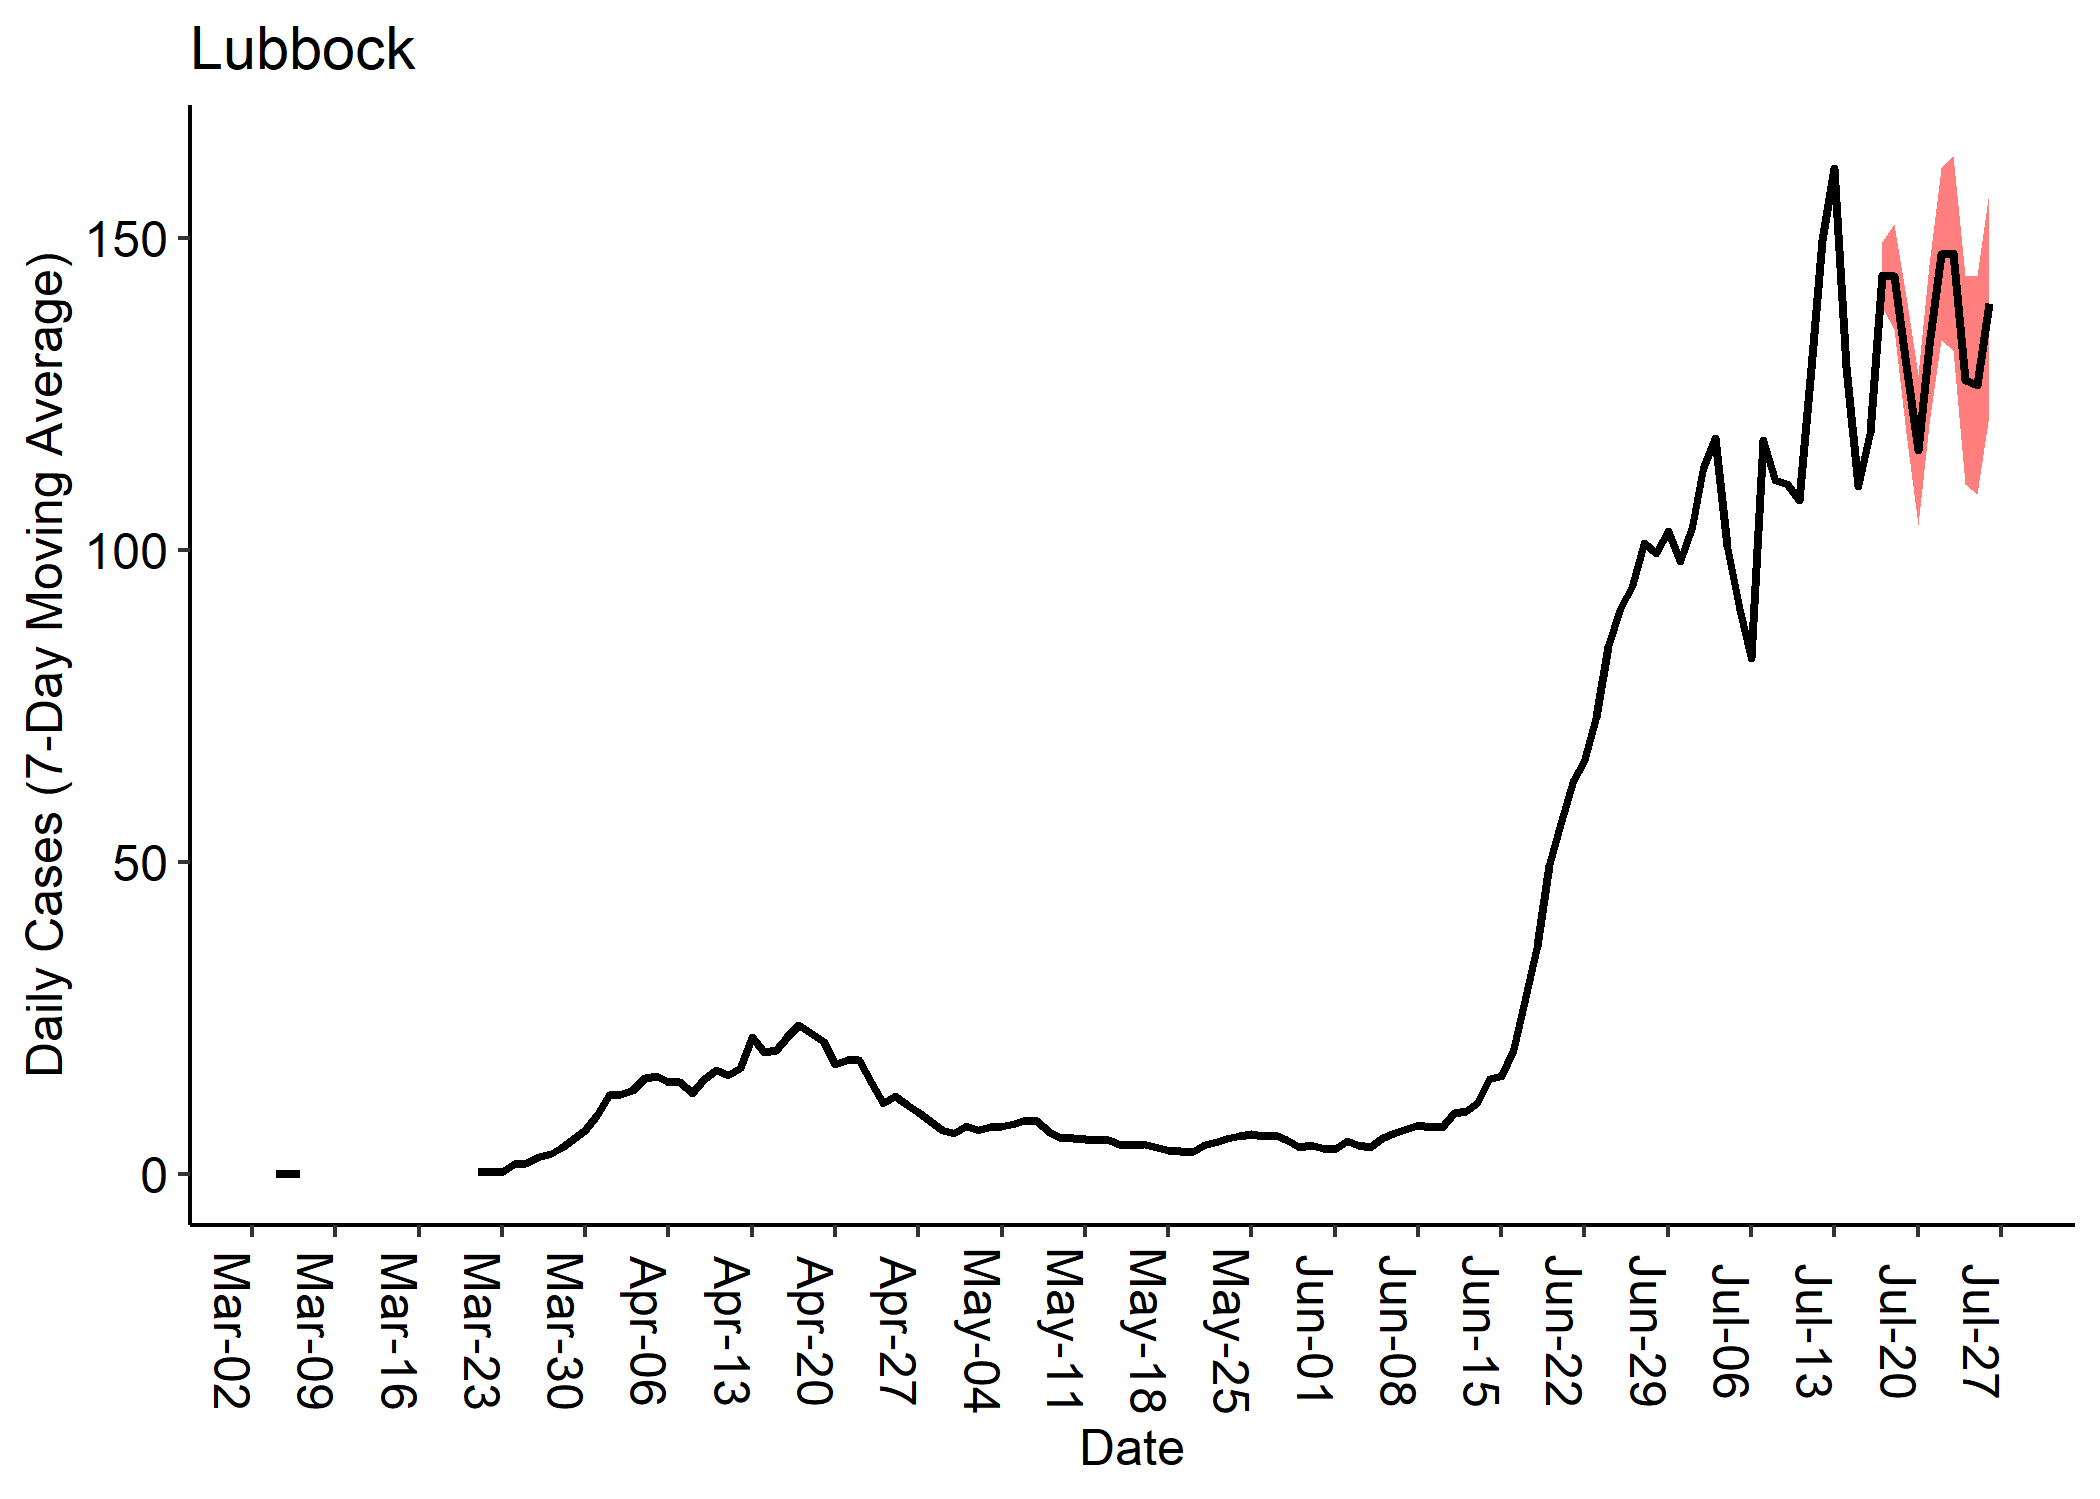 Lubbock
Daily Cases (7-Day Moving Average)
150
100
50
0
Mar-02
Mar-09
Mar-16
Mar-23
Mar-30
Apr-06
Apr-13
Apr-20
Apr-27
May-04
May-11
May-18
May-25
Jun-01
Jun-08
Jun-15
Jun-22
Jun-29
Jul-06
Jul-13
Jul-20
Jul-27
Date